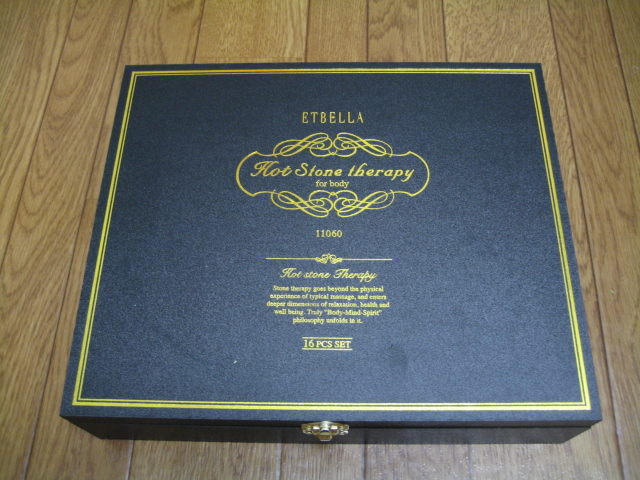 ETBELLA
Hot Stone therapy
for body
11060
Hot stone Therapy
Stone therapy goes beyond the physical
experience of typical massage, and enters
deeper dimensions of relaxation, health and
well being. Truly "Body-Mind-Spirit"
philosophy unfolds in it.
16 PCS SET